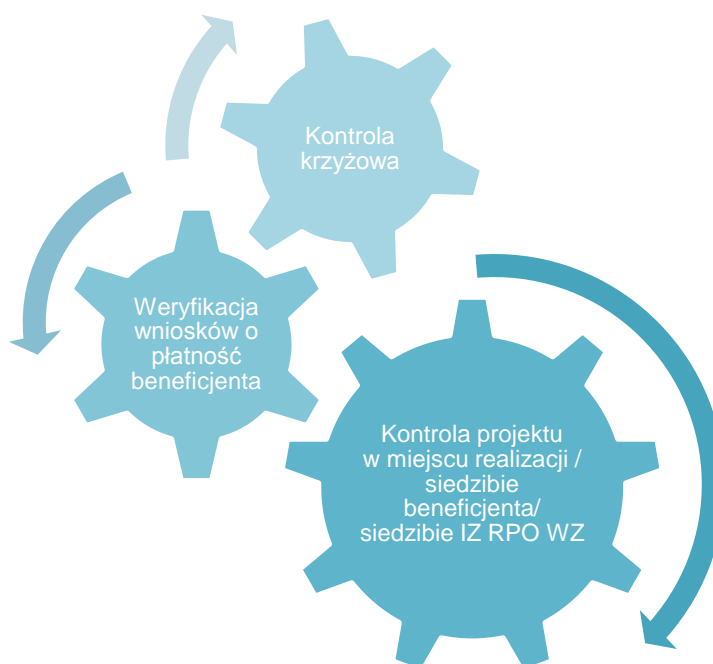 Kontrola
krzyżowa
Weryfikacja
wniosków o
płatność
beneficjenta
Kontrola projektu
w miejscu realizacji /
siedzibie
beneficjenta/
siedzibie IZ RPO WZ